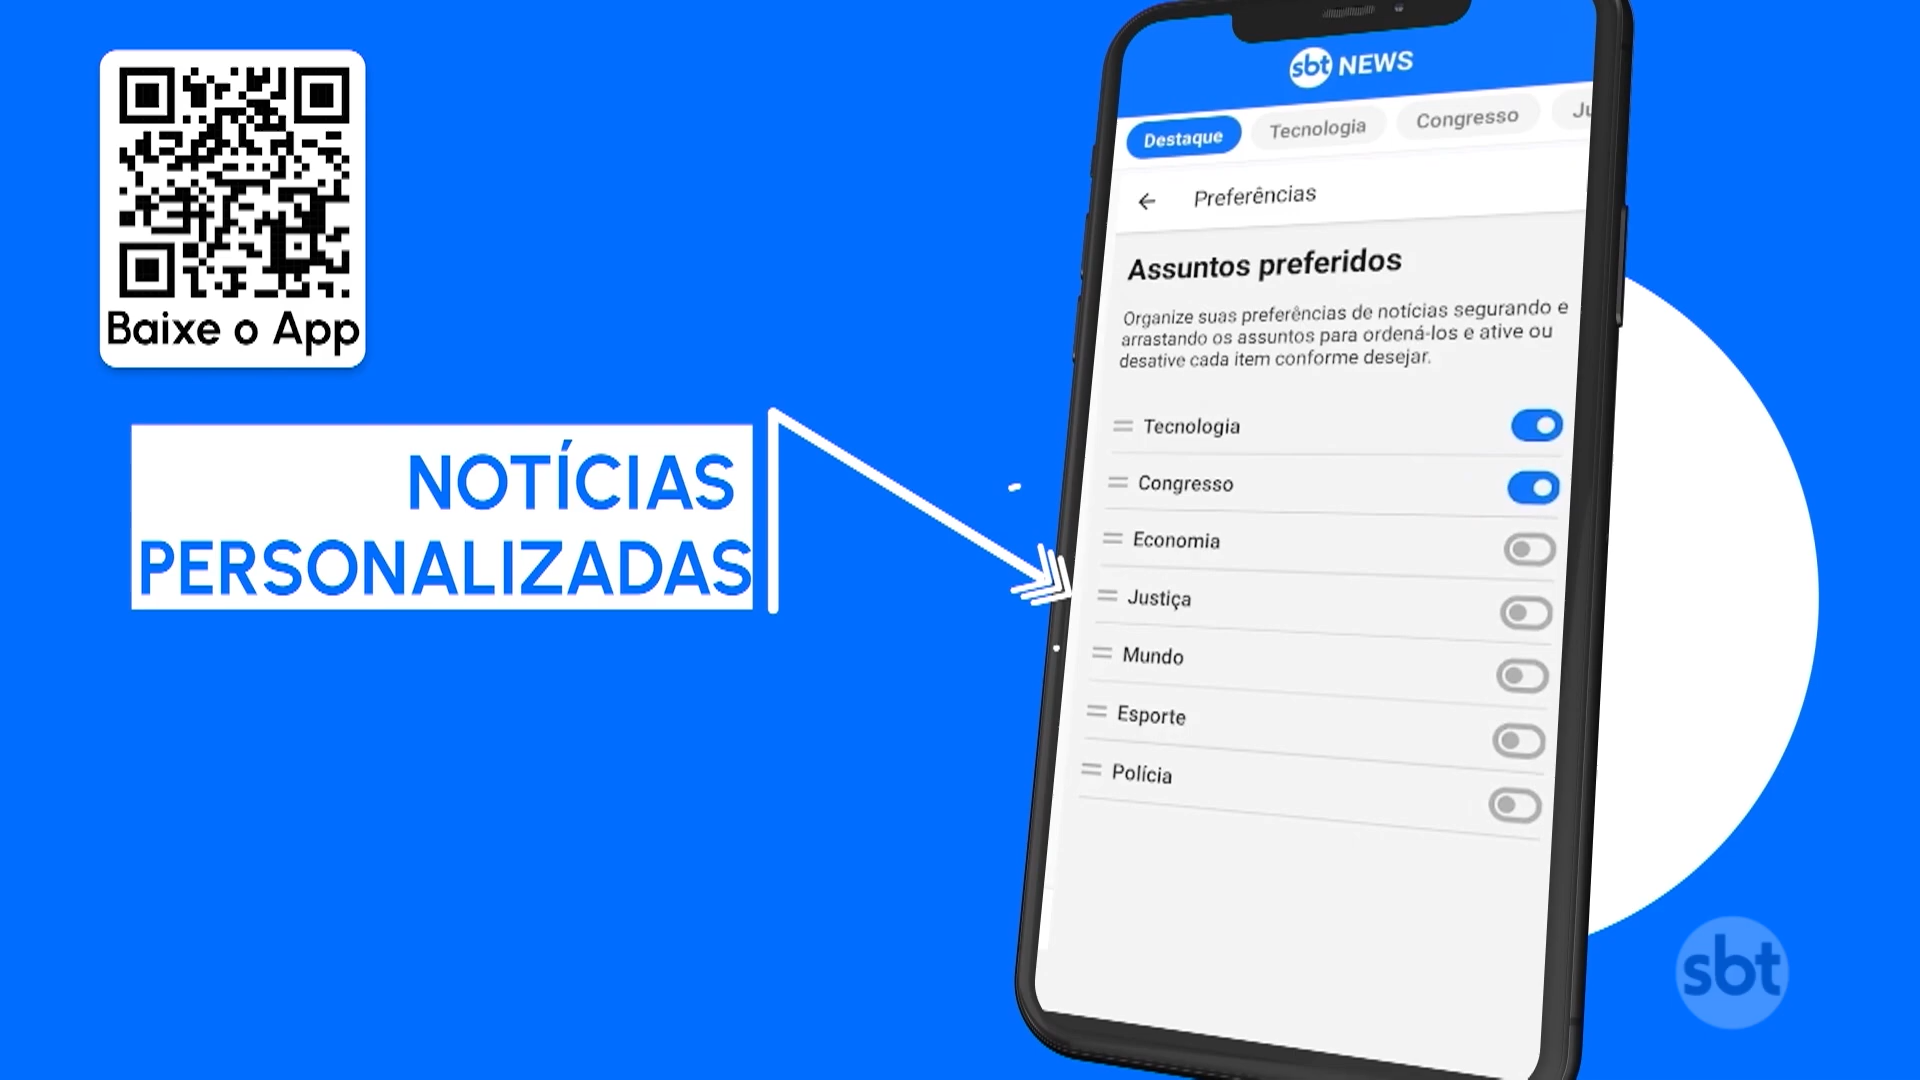 Baixe o App
NOTÍCIAS
PERSONALIZADAS
sbt NEWS
Destaque Tecnologia Congresso
Preferências
Assuntos preferidos
Organize suas preferências de notícias segurando e
arrastando os assuntos para ordená-los e ative ou
desative cada item conforme desejar.
Tecnologia
Congresso
Economia
Justiça
Mundo
Esporte
Polícia
sbt